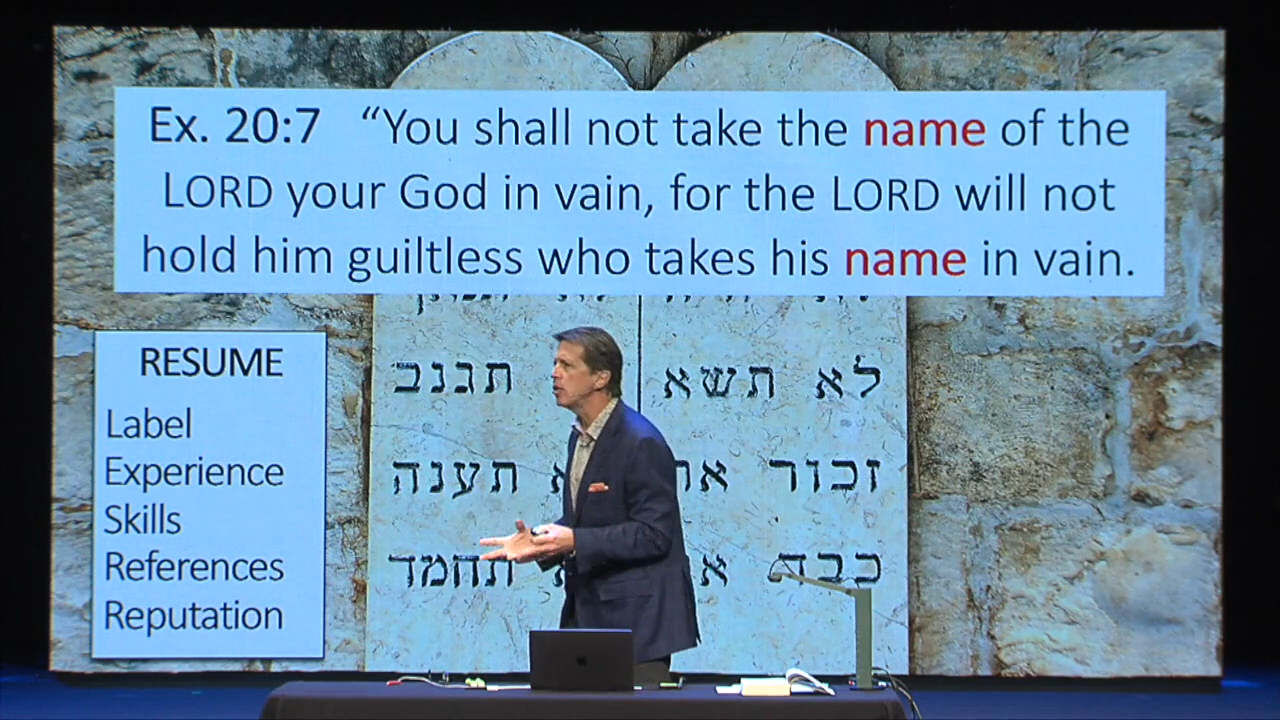 Ex. 20:7 “You shall not take the name of the
LORD your God in vain, for the LORD will not
hold him guiltless who takes his name in vain.
RESUME
Label
Experience
Skills
References
Reputation
לא תשא
זכור את
כבד א
תגנב
תענה
תחמד